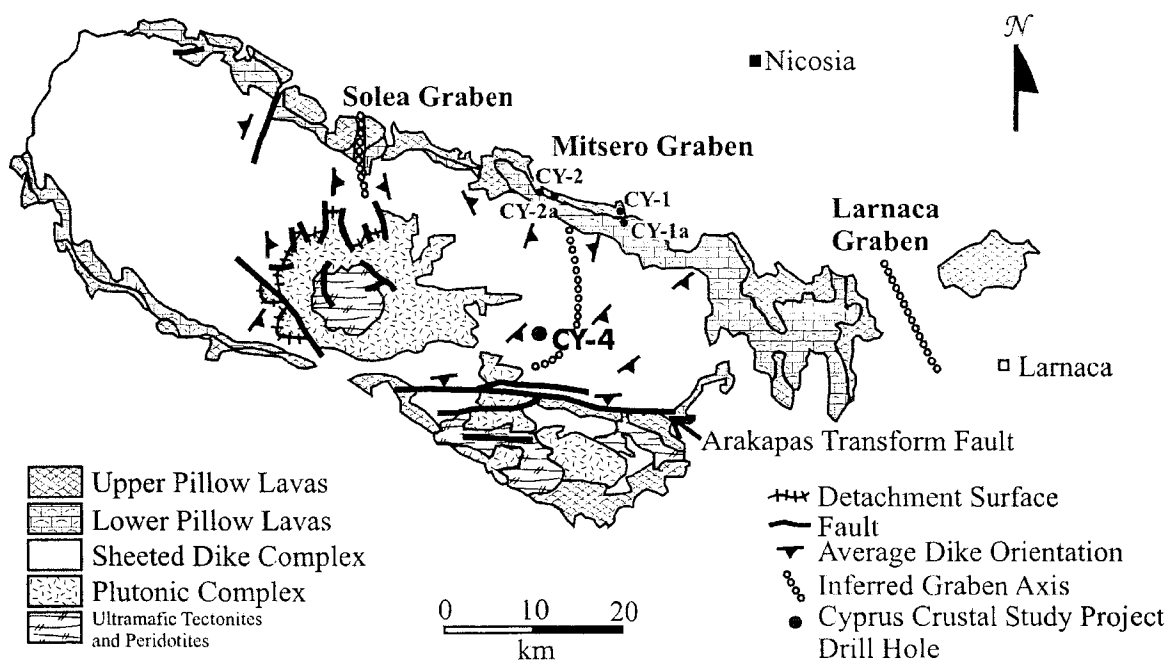 N
Nicosia
Solea Graben
Mitsero Graben
CY-2
CY-1
CY-2a
CY-1a
Larnaca
Graben
CY-4
Larnaca
Arakapas Transform Fault
Upper Pillow Lavas
Lower Pillow Lavas
Sheeted Dike Complex
Plutonic Complex
Ultramafic Tectonites
and Peridotites
0 10 20
km
Detachment Surface
Fault
Average Dike Orientation
Inferred Graben Axis
Cyprus Crustal Study Project
Drill Hole